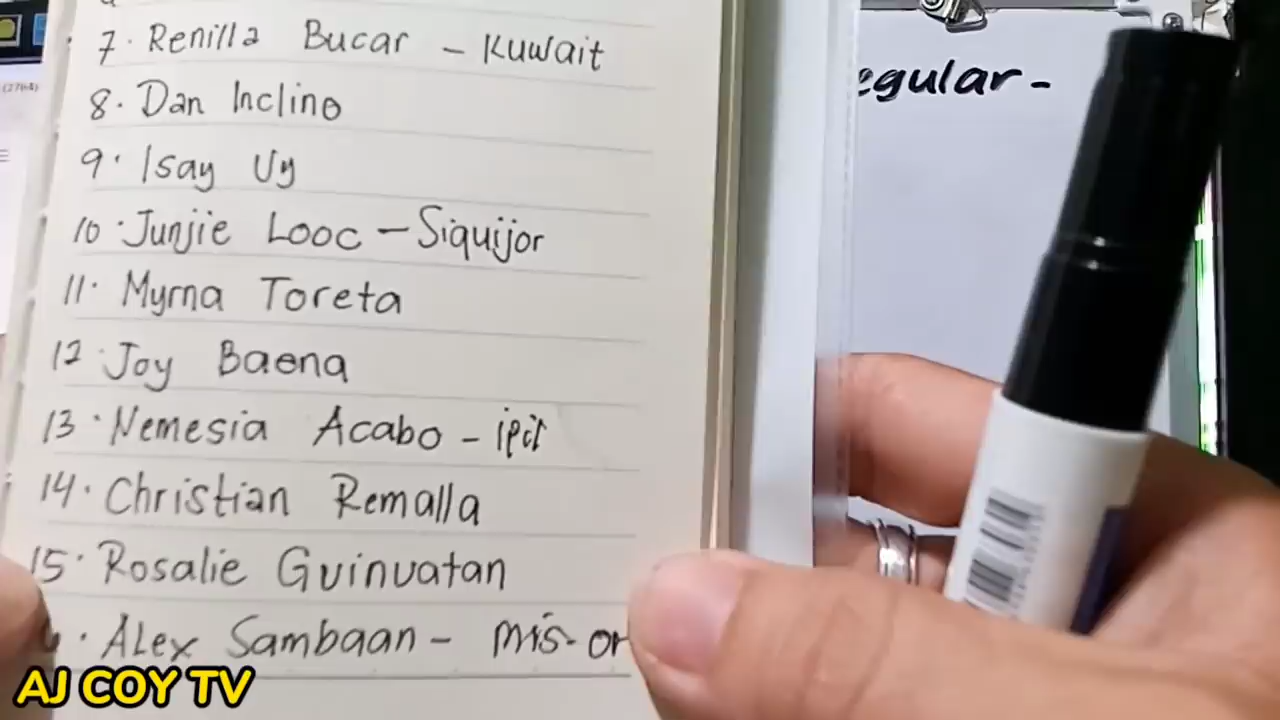 7. Renilla Bucar - Kuwait
8. Dan Inclino
9. Isay Uy
10. Junjie Looc - Siquijor
11. Myrna Toreta
12. Joy Baena
13. Nemesia Acabo - ipil
14. Christian Remalla
15. Rosalie Guinuatan
. Alex Sambaan - mis-or
egular -
(2764)
AJ COY TV